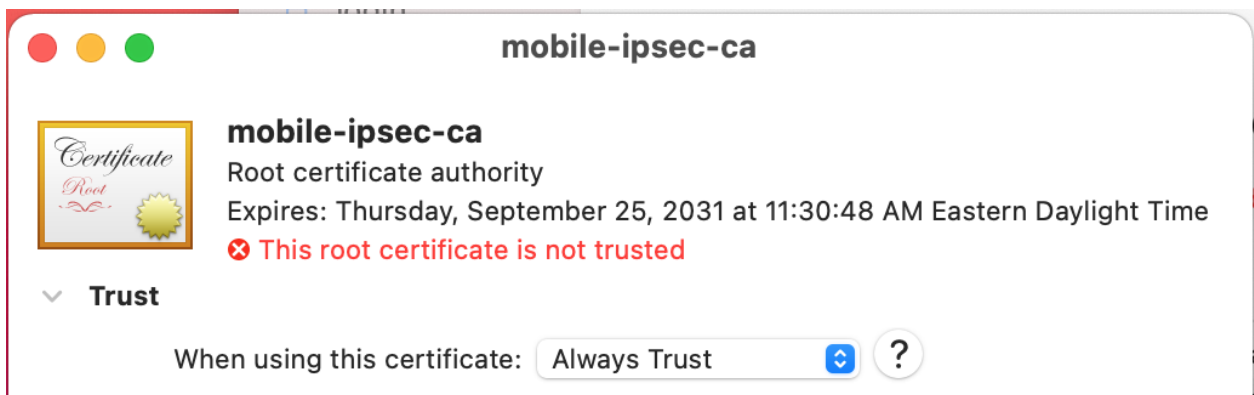 mobile-ipsec-ca
Certificate
Root
mobile-ipsec-ca
Root certificate authority
Expires: Thursday, September 25, 2031 at 11:30:48 AM Eastern Daylight Time
This root certificate is not trusted
Trust
When using this certificate: Always Trust ?